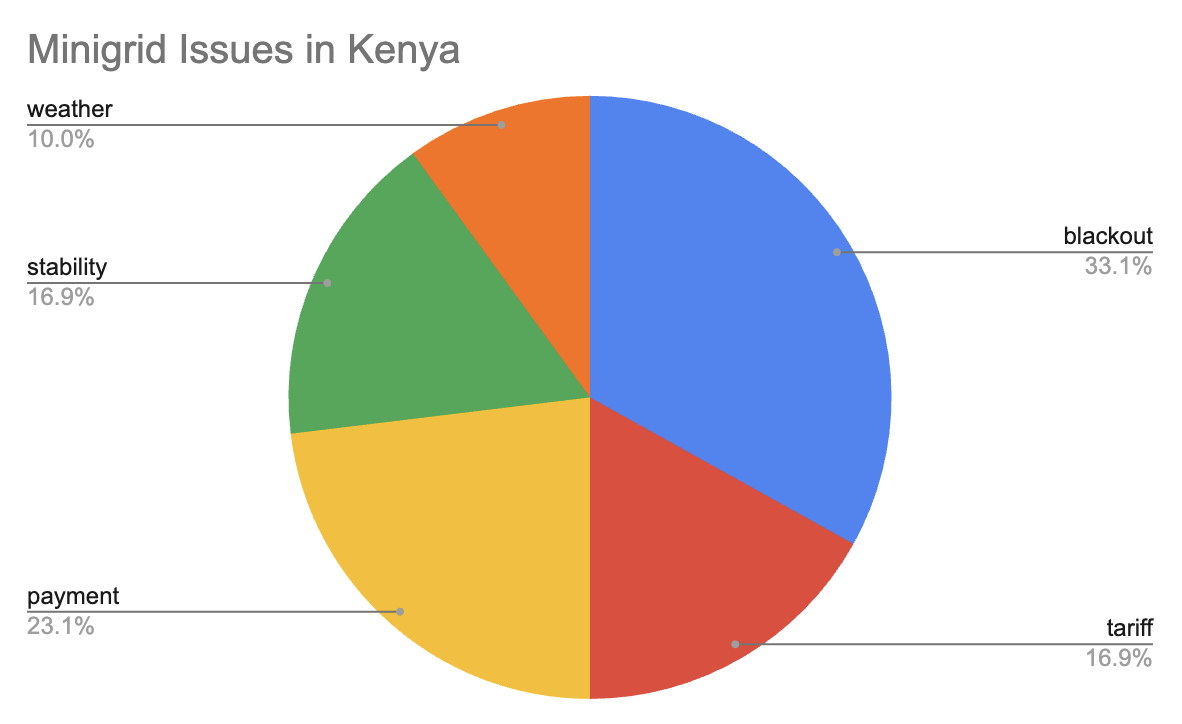 Minigrid Issues in Kenya
weather
10.0%
blackout
33.1%
stability
16.9%
payment
23.1%
tariff
16.9%